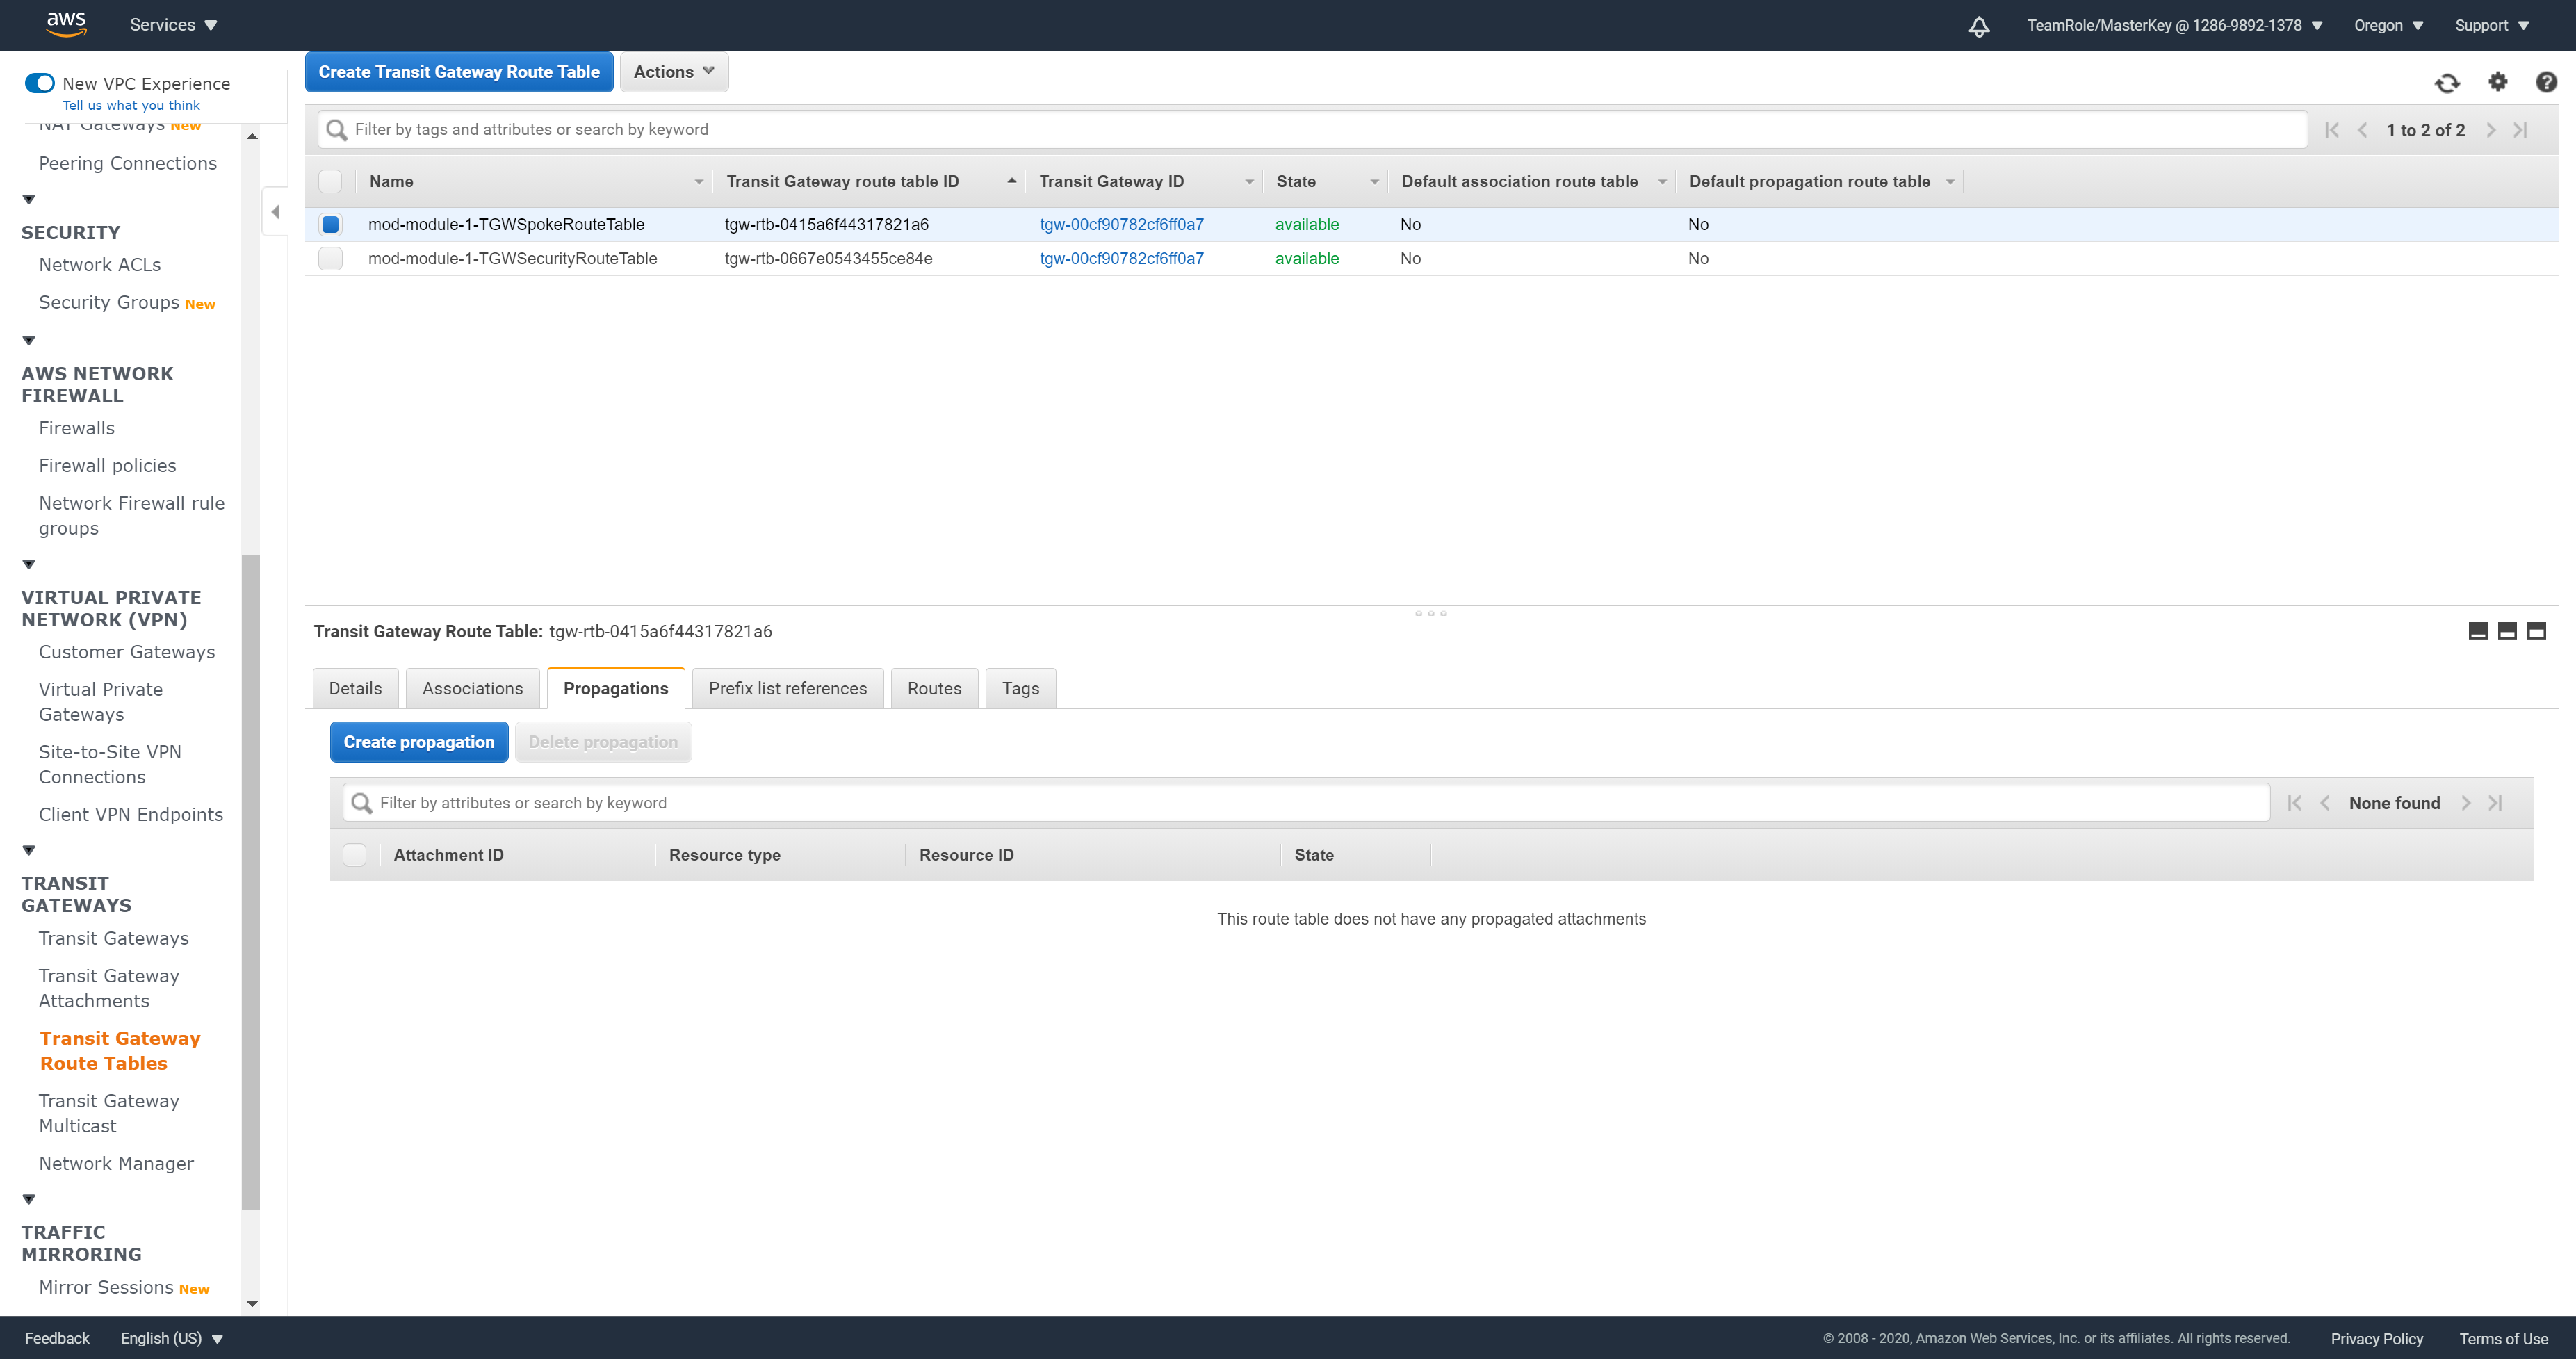 aws Services TeamRole/MasterKey @ 1286-9892-1378 Oregon Support
New VPC Experience
Tell us what you think
NAT Gateways New
Peering Connections
SECURITY
Network ACLs
Security Groups New
AWS NETWORK
FIREWALL
Firewalls
Firewall policies
Network Firewall rule
groups
VIRTUAL PRIVATE
NETWORK (VPN)
Customer Gateways
Virtual Private
Gateways
Site-to-Site VPN
Connections
Client VPN Endpoints
TRANSIT
GATEWAYS
Transit Gateways
Transit Gateway
Attachments
Transit Gateway
Route Tables
Transit Gateway
Multicast
Network Manager
TRAFFIC
MIRRORING
Mirror Sessions New
Create Transit Gateway Route Table Actions
Filter by tags and attributes or search by keyword 1 to 2 of 2
Name Transit Gateway route table ID Transit Gateway ID State Default association route table Default propagation route table
mod-module-1-TGWSpokeRouteTable tgw-rtb-0415a6f44317821a6 tgw-00cf90782cf6ff0a7 available No No
mod-module-1-TGWSecurityRouteTable tgw-rtb-0667e0543455ce84e tgw-00cf90782cf6ff0a7 available No No
Transit Gateway Route Table: tgw-rtb-0415a6f44317821a6
Details Associations Propagations Prefix list references Routes Tags
Create propagation Delete propagation
Filter by attributes or search by keyword None found
Attachment ID Resource type Resource ID State
This route table does not have any propagated attachments
Feedback English (US) © 2008 - 2020, Amazon Web Services, Inc. or its affiliates. All rights reserved. Privacy Policy Terms of Use